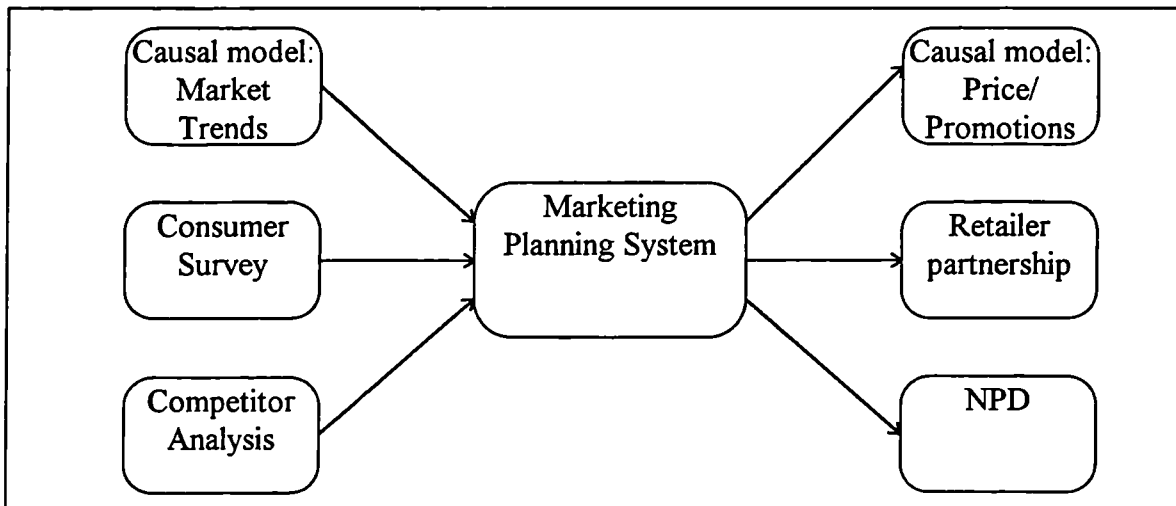 Causal model:
Market
Trends
Consumer
Survey
Competitor
Analysis
Marketing
Planning System
Causal model:
Price/
Promotions
Retailer
partnership
NPD